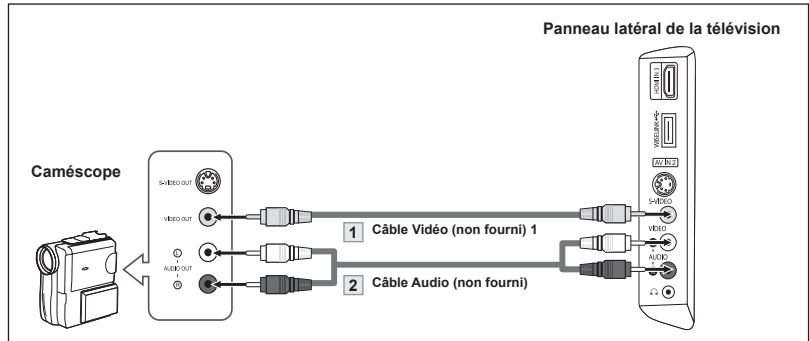 Panneau latéral de la télévision
HDMI IN 3
WISELINK
AV IN 2
Caméscope
S-VIDEO OUT
S-VIDEO
VIDEO OUT
1 Câble Vidéo (non fourni) 1
VIDEO
L
AUDIO OUT
AUDIO
R
2 Câble Audio (non fourni)